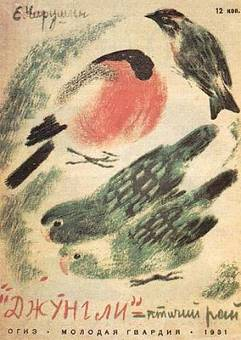 Е. Чарушин
12 коп.
"ДЖУНГЛИ" = птичий рай
ОГИЗ • МОЛОДАЯ ГВАРДИЯ • 1931